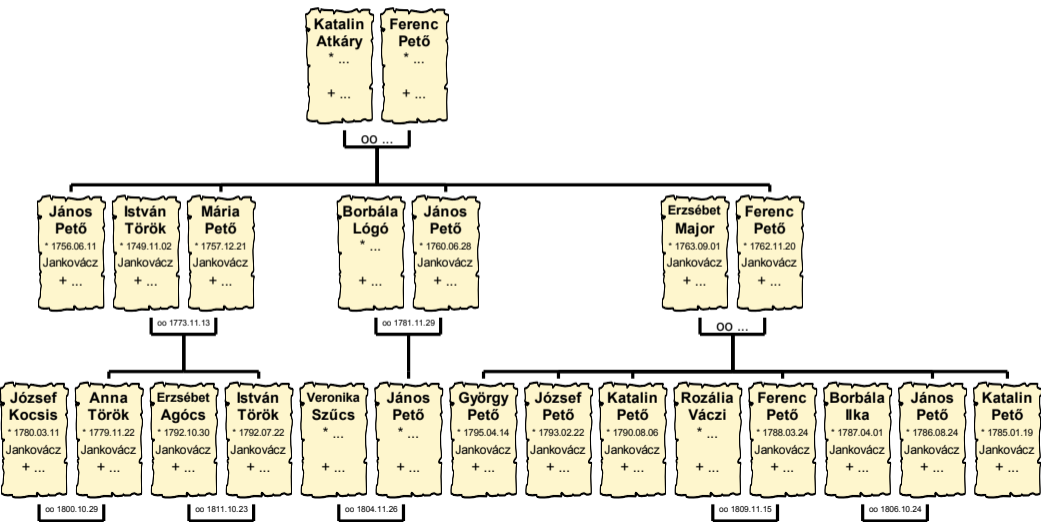 Katalin
Atkáry
* ...
+ ...
Ferenc
Pető
* ...
+ ...
oo ...
János
Pető
* 1756.06.11
Jankovácz
+ ...
István
Török
* 1749.11.02
Jankovácz
+ ...
Mária
Pető
* 1757.12.21
Jankovácz
+ ...
Borbála
Lógó
* ...
+ ...
János
Pető
* 1760.06.28
Jankovácz
+ ...
Erzsébet
Major
* 1763.09.01
Jankovácz
+ ...
Ferenc
Pető
* 1762.11.20
Jankovácz
+ ...
oo 1773.11.13
oo 1781.11.29
oo ...
József
Kocsis
* 1780.03.11
Jankovácz
+ ...
Anna
Török
* 1779.11.22
Jankovácz
+ ...
Erzsébet
Agócs
* 1792.10.30
Jankovácz
+ ...
István
Török
* 1792.07.22
Jankovácz
+ ...
Veronika
Szűcs
* ...
+ ...
János
Pető
* ...
+ ...
György
Pető
* 1795.04.14
Jankovácz
+ ...
József
Pető
* 1793.02.22
Jankovácz
+ ...
Katalin
Pető
* 1790.08.06
Jankovácz
+ ...
Rozália
Váczi
* ...
+ ...
Ferenc
Pető
* 1788.03.24
Jankovácz
+ ...
Borbála
Ilka
* 1787.04.01
Jankovácz
+ ...
János
Pető
* 1786.08.24
Jankovácz
+ ...
Katalin
Pető
* 1785.01.19
Jankovácz
+ ...
oo 1800.10.29
oo 1811.10.23
oo 1804.11.26
oo 1809.11.15
oo 1806.10.24